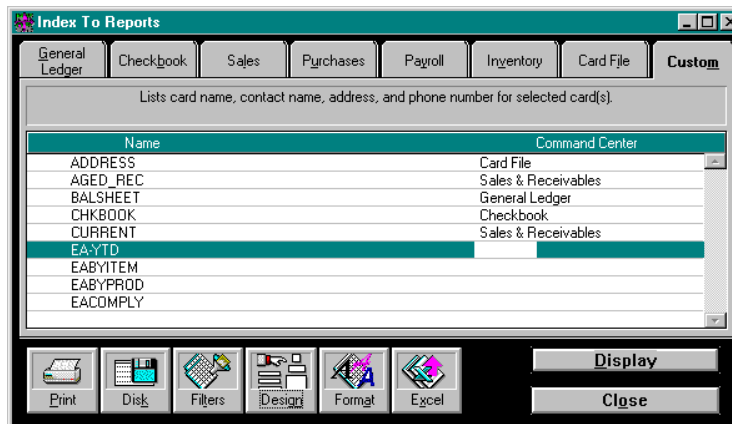 Index To Reports
General Ledger Checkbook Sales Purchases Payroll Inventory Card File Custom
Lists card name, contact name, address, and phone number for selected card(s).
Name Command Center
ADDRESS Card File
AGED_REC Sales & Receivables
BALSHEET General Ledger
CHKBOOK Checkbook
CURRENT Sales & Receivables
EA-YTD
EABYITEM
EABYPROD
EACOMPLY
Display
Print Disk Filters Design Format Excel Close